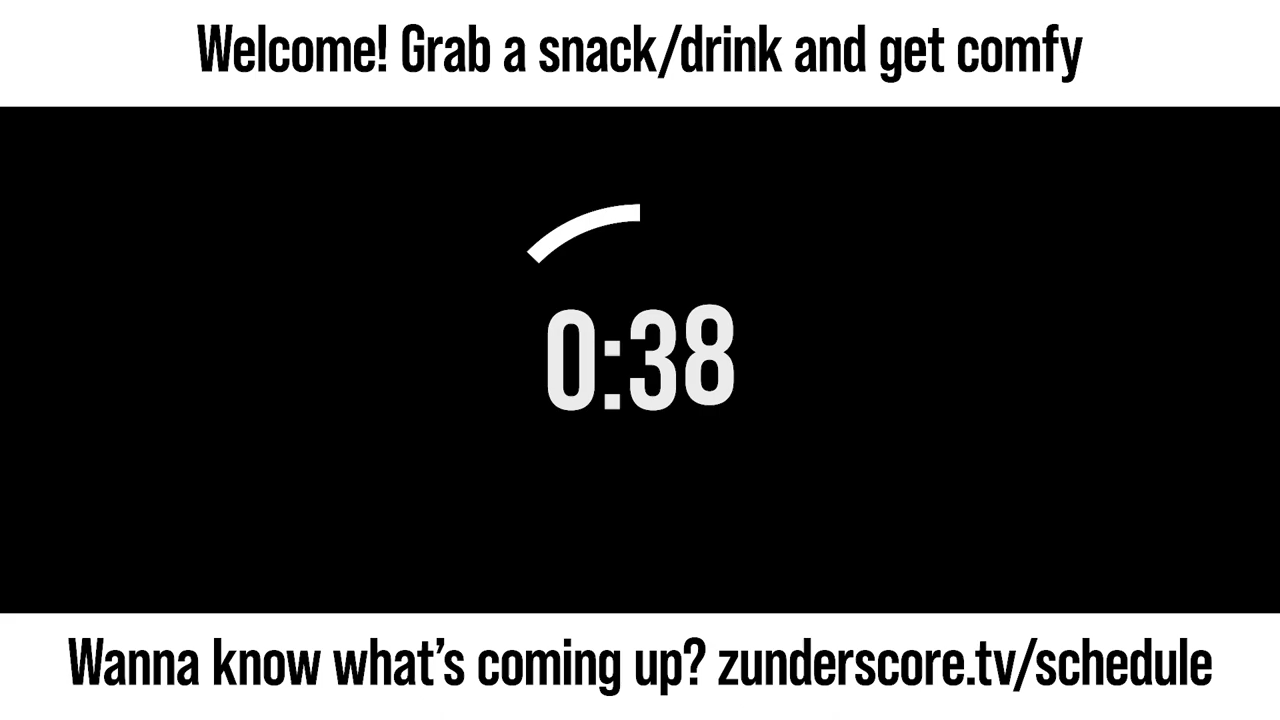 Welcome! Grab a snack/drink and get comfy
0:38
Wanna know what’s coming up? zunderscore.tv/schedule